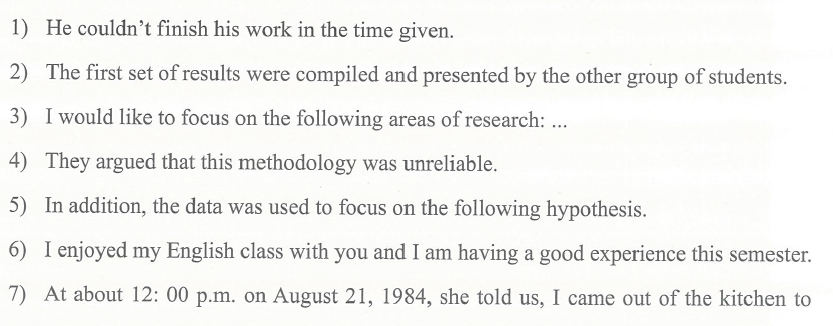 1) He couldn't finish his work in the time given.
2) The first set of results were compiled and presented by the other group of students.
3) I would like to focus on the following areas of research: ...
4) They argued that this methodology was unreliable.
5) In addition, the data was used to focus on the following hypothesis.
6) I enjoyed my English class with you and I am having a good experience this semester.
7) At about 12: 00 p.m. on August 21, 1984, she told us, I came out of the kitchen to